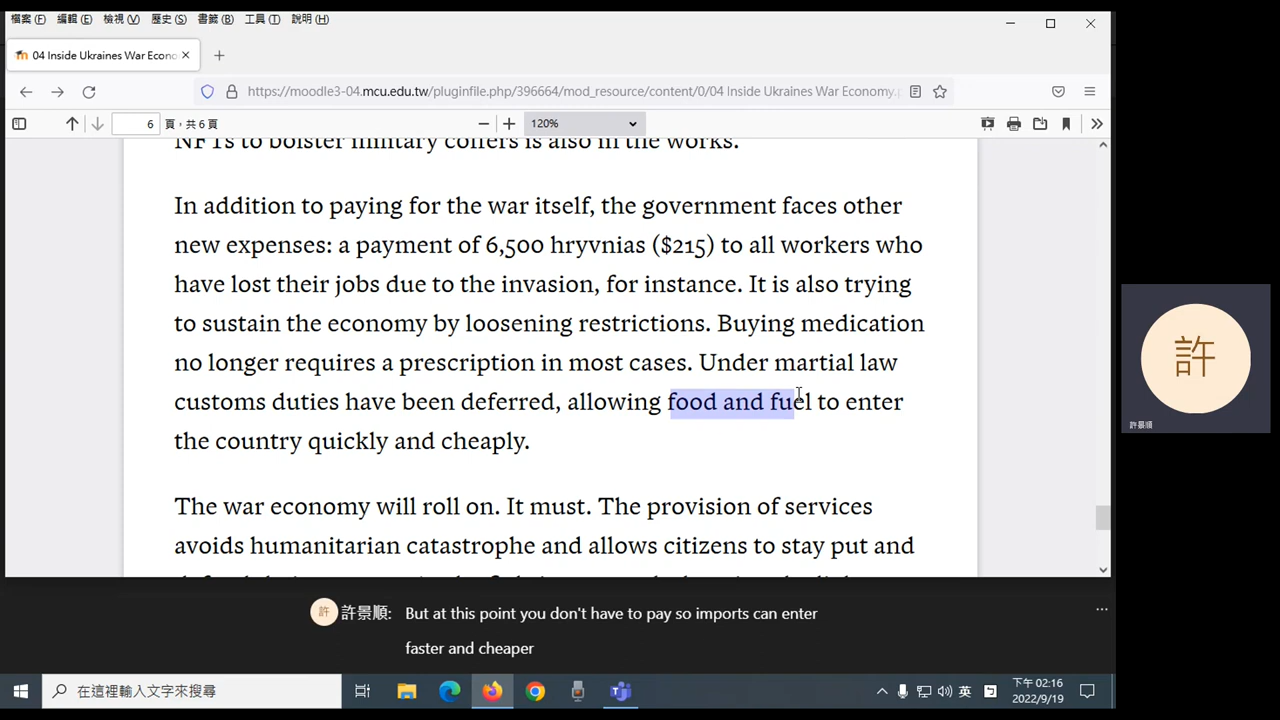 檔案 (F) 編輯 (E) 檢視 (V) 歷史 (S) 書籤 (B) 工具 (T) 說明 (H)
04 Inside Ukraines War Econo
https://moodle3-04.mcu.edu.tw/pluginfile.php/396664/mod_resource/content/0/04 Inside Ukraines War Economy.p
6 頁，共 6 頁 120%
NFTs to bolster military coffers is also in the works.
In addition to paying for the war itself, the government faces other
new expenses: a payment of 6,500 hryvnias ($215) to all workers who
have lost their jobs due to the invasion, for instance. It is also trying
to sustain the economy by loosening restrictions. Buying medication
no longer requires a prescription in most cases. Under martial law
customs duties have been deferred, allowing food and fuel to enter
the country quickly and cheaply.
The war economy will roll on. It must. The provision of services
avoids humanitarian catastrophe and allows citizens to stay put and
許
許景順
許 許景順: But at this point you don't have to pay so imports can enter
faster and cheaper
在這裡輸入文字來搜尋
英
下午 02:16
2022/9/19